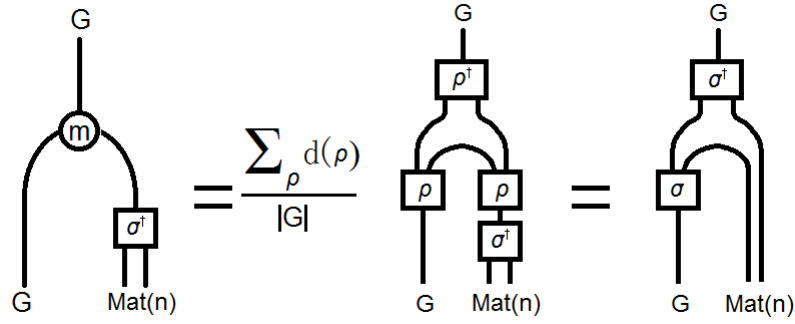 G G G
m ρ† σ†
∑ρ d(ρ)
= =
|G|
ρ ρ σ
σ† σ†
G Mat(n) G Mat(n) G Mat(n)